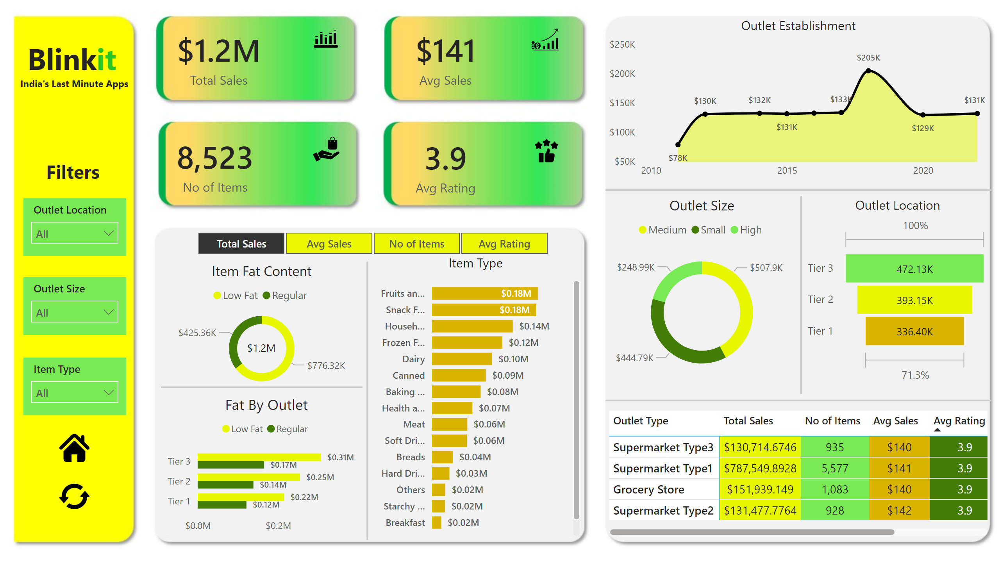 Blinkit
India's Last Minute Apps
Filters
Outlet Location
All
Outlet Size
All
Item Type
All
$1.2M
Total Sales
$141
Avg Sales
8,523
No of Items
3.9
Avg Rating
Total Sales Avg Sales No of Items Avg Rating
Item Fat Content
Low Fat Regular
$425.36K
$1.2M
$776.32K
Fat By Outlet
Low Fat Regular
Tier 3 $0.31M
$0.17M
Tier 2 $0.25M
$0.14M
Tier 1 $0.22M
$0.12M
$0.0M $0.2M
Item Type
Fruits an... $0.18M
Snack F... $0.18M
Househ... $0.14M
Frozen F... $0.12M
Dairy $0.10M
Canned $0.09M
Baking ... $0.08M
Health a... $0.07M
Meat $0.06M
Soft Dri... $0.06M
Breads $0.04M
Hard Dri... $0.03M
Others $0.02M
Starchy ... $0.02M
Breakfast $0.02M
Outlet Establishment
$250K
$200K
$150K
$100K
$50K
$78K
$130K
$132K
$131K
$133K
$205K
$129K
$131K
2010 2015 2020
Outlet Size
Medium Small High
$248.99K
$507.9K
$444.79K
Outlet Location
100%
Tier 3 472.13K
Tier 2 393.15K
Tier 1 336.40K
71.3%
Outlet Type Total Sales No of Items Avg Sales Avg Rating
Supermarket Type3 $130,714.6746 935 $140 3.9
Supermarket Type1 $787,549.8928 5,577 $141 3.9
Grocery Store $151,939.149 1,083 $140 3.9
Supermarket Type2 $131,477.7764 928 $142 3.9